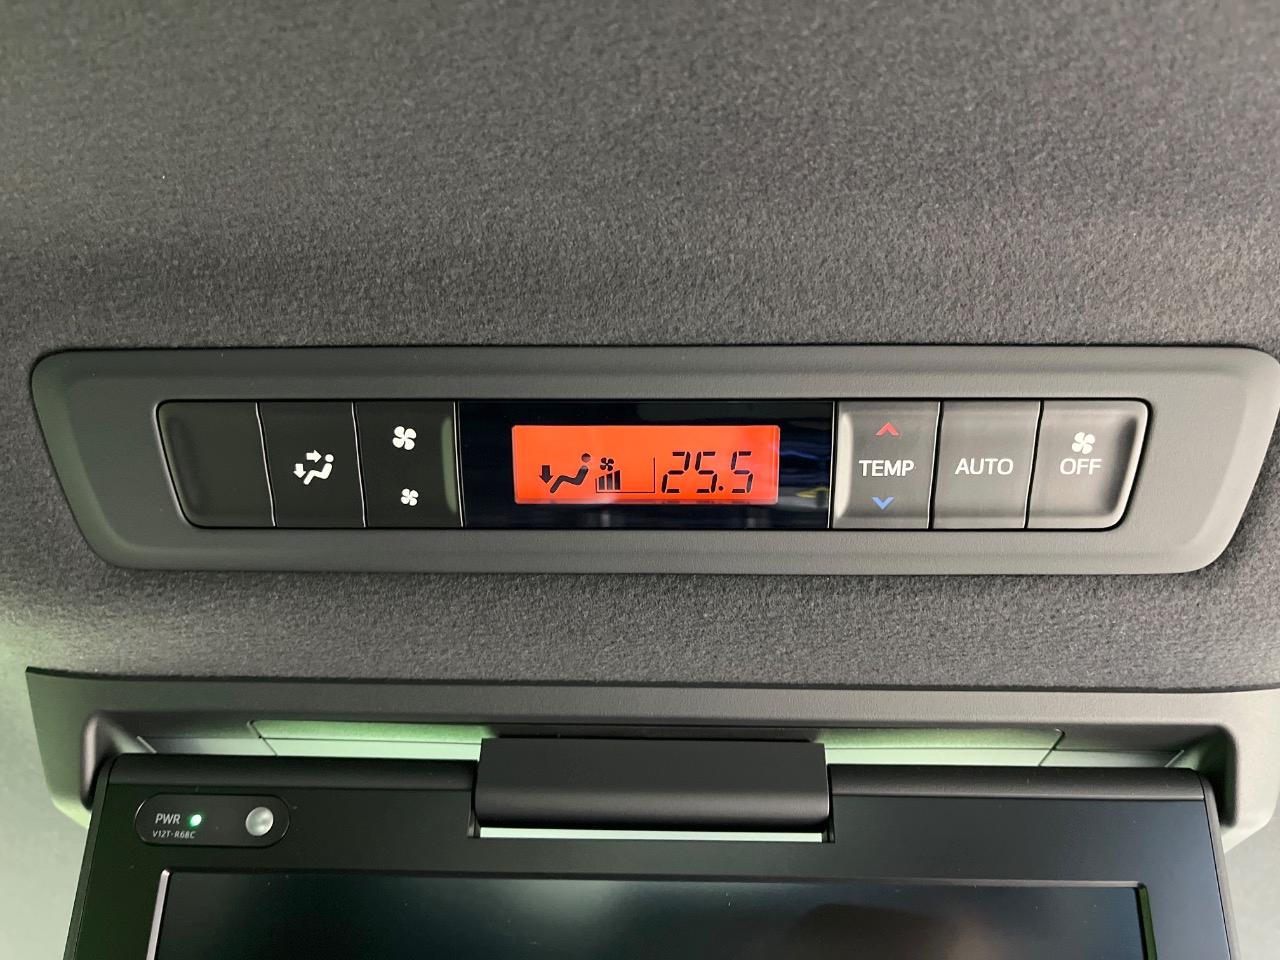 25.5
TEMP
AUTO
OFF
PWR
V12T-R68C